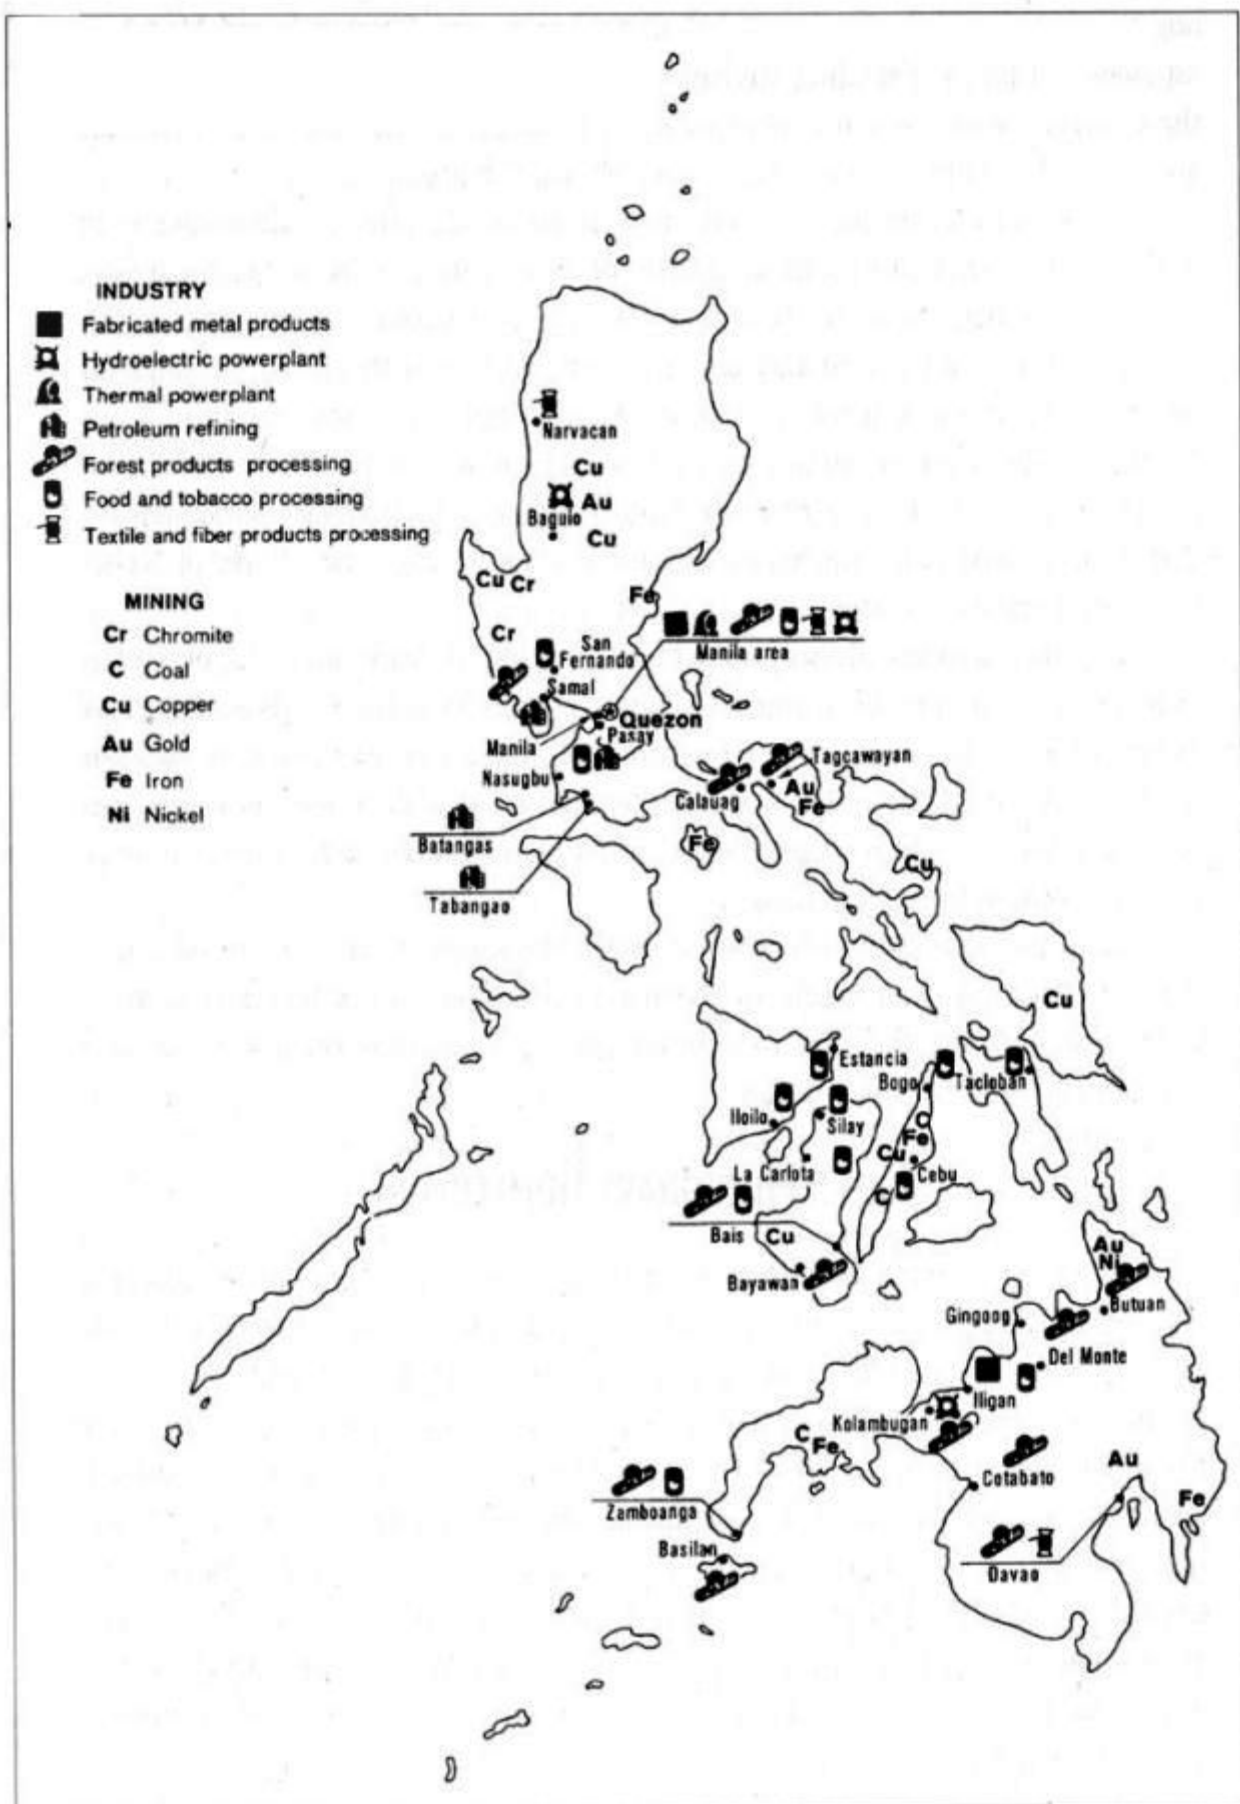 INDUSTRY
Fabricated metal products
Hydroelectric powerplant
Thermal powerplant
Petroleum refining
Forest products processing
Food and tobacco processing
Textile and fiber products processing
MINING
Cr Chromite
C Coal
Cu Copper
Au Gold
Fe Iron
Ni Nickel
Narvacan
Cu
Au
Baguio
Cu
Cu Cr
Fe
Cr
San
Fernando
Manila area
Samal
Quezon
Manila
Pasay
Nasugbu
Tagcawayan
Calauag
Au
Fe
Batangas
Fe
Cu
Tabangao
Cu
Estancia
Bogo
Tacloban
Iloilo
Silay
C
Fe
Cu
La Carlota
Cebu
C
Bais
Cu
Au
Ni
Bayawan
Butuan
Gingoog
Del Monte
Iligan
Kolambugan
C
Fe
Cotabato
Au
Fe
Zamboanga
Basilan
Davao